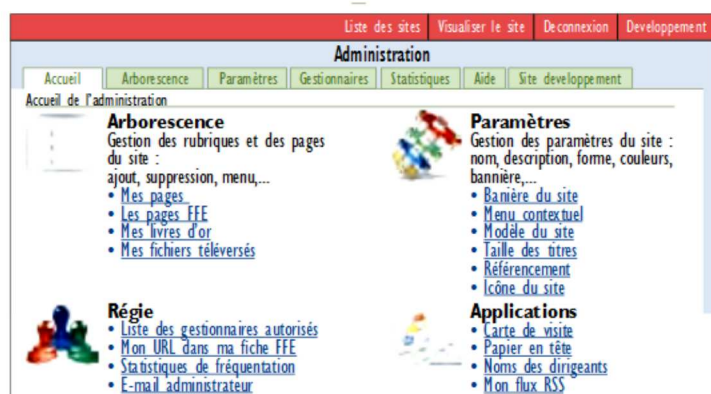 Liste des sites Visualiser le site Deconnexion Developpement
Administration
Accueil Arborescence Paramètres Gestionnaires Statistiques Aide Site developpement
Accueil de l'administration
Arborescence
Gestion des rubriques et des pages
du site :
ajout, suppression, menu,...
• Mes pages
• Les pages FFE
• Mes livres d'or
• Mes fichiers téléversés
Paramètres
Gestion des paramètres du site :
nom, description, forme, couleurs,
bannière,...
• Banière du site
• Menu contextuel
• Modèle du site
• Taille des titres
• Référencement
• Icône du site
Régie
• Liste des gestionnaires autorisés
• Mon URL dans ma fiche FFE
• Statistiques de fréquentation
• E-mail administrateur
Applications
• Carte de visite
• Papier en tête
• Noms des dirigeants
• Mon flux RSS